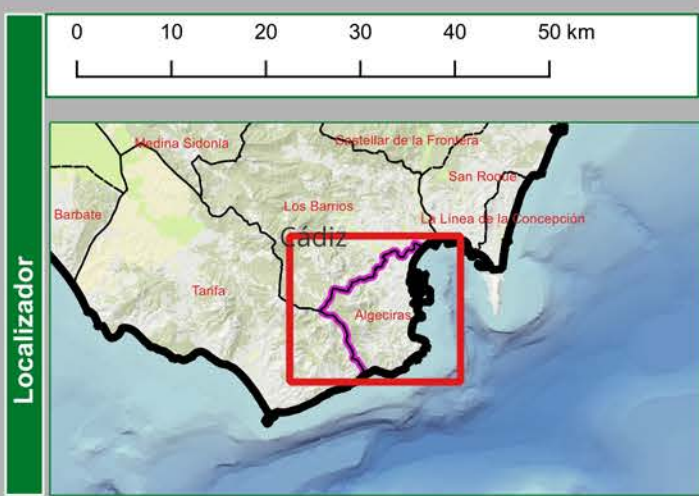 0 10 20 30 40 50 km
Localizador
Medina Sidonia
Castellar de la Frontera
San Roque
Los Barrios
Barbate
La Línea de la Concepción
Cádiz
Tarifa
Algeciras